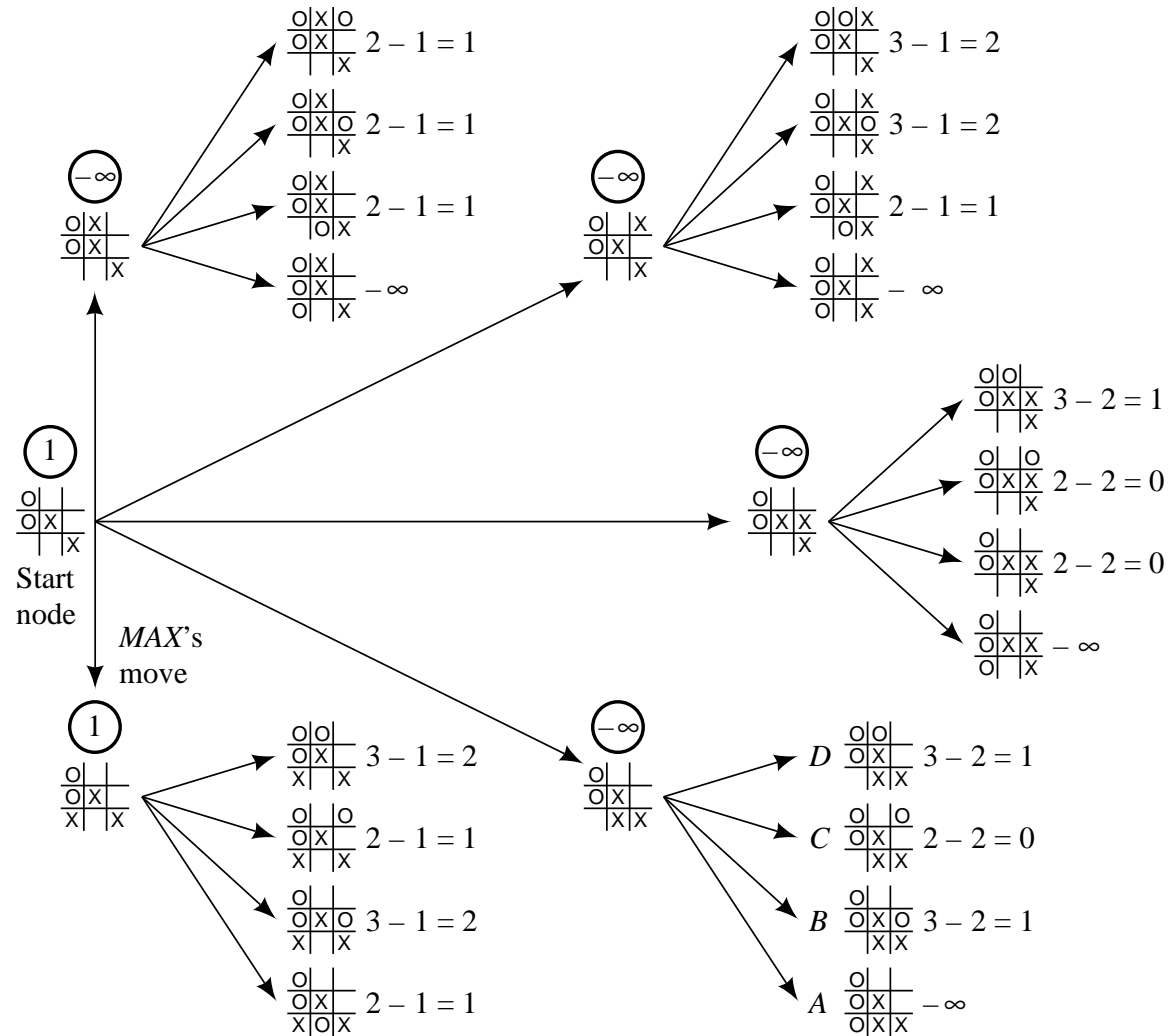 O X O
O X 2 – 1 = 1
X
O X
O X O 2 – 1 = 1
X
O X
O X 2 – 1 = 1
O X
O X
O X – ∞
O X
– ∞
O X
O X
X
O O X
O X 3 – 1 = 2
X
O X
O X O 3 – 1 = 2
X
O X
O X 2 – 1 = 1
O X
O X
O X – ∞
O X
– ∞
O X
O X
X
O O
O X X 3 – 2 = 1
X
O O
O X X 2 – 2 = 0
X
O
O X X 2 – 2 = 0
X
O
O X X – ∞
O X
– ∞
O
O X X
X
1
O
O X
X
Start
node
MAX's
move
1
O
O X
X X
O O
O X 3 – 1 = 2
X X
O O
O X 2 – 1 = 1
X X
O
O X O 3 – 1 = 2
X X
O
O X 2 – 1 = 1
X O X
– ∞
O
O X
X X
O O
D O X 3 – 2 = 1
X X
O O
C O X 2 – 2 = 0
X X
O
B O X O 3 – 2 = 1
X X
O
A O X – ∞
O X X